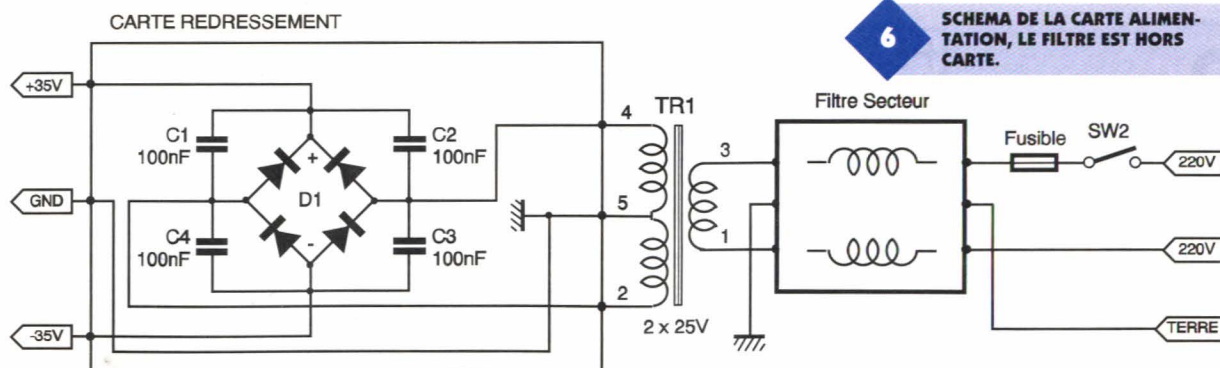 CARTE REDRESSEMENT
6
SCHEMA DE LA CARTE ALIMEN-
TATION, LE FILTRE EST HORS
CARTE.
+35V
C1
100nF
C2
100nF
+
D1
-
GND
C4
100nF
C3
100nF
-35V
4
5
2
TR1
3
1
2 x 25V
Filtre Secteur
Fusible
SW2
220V
220V
TERRE